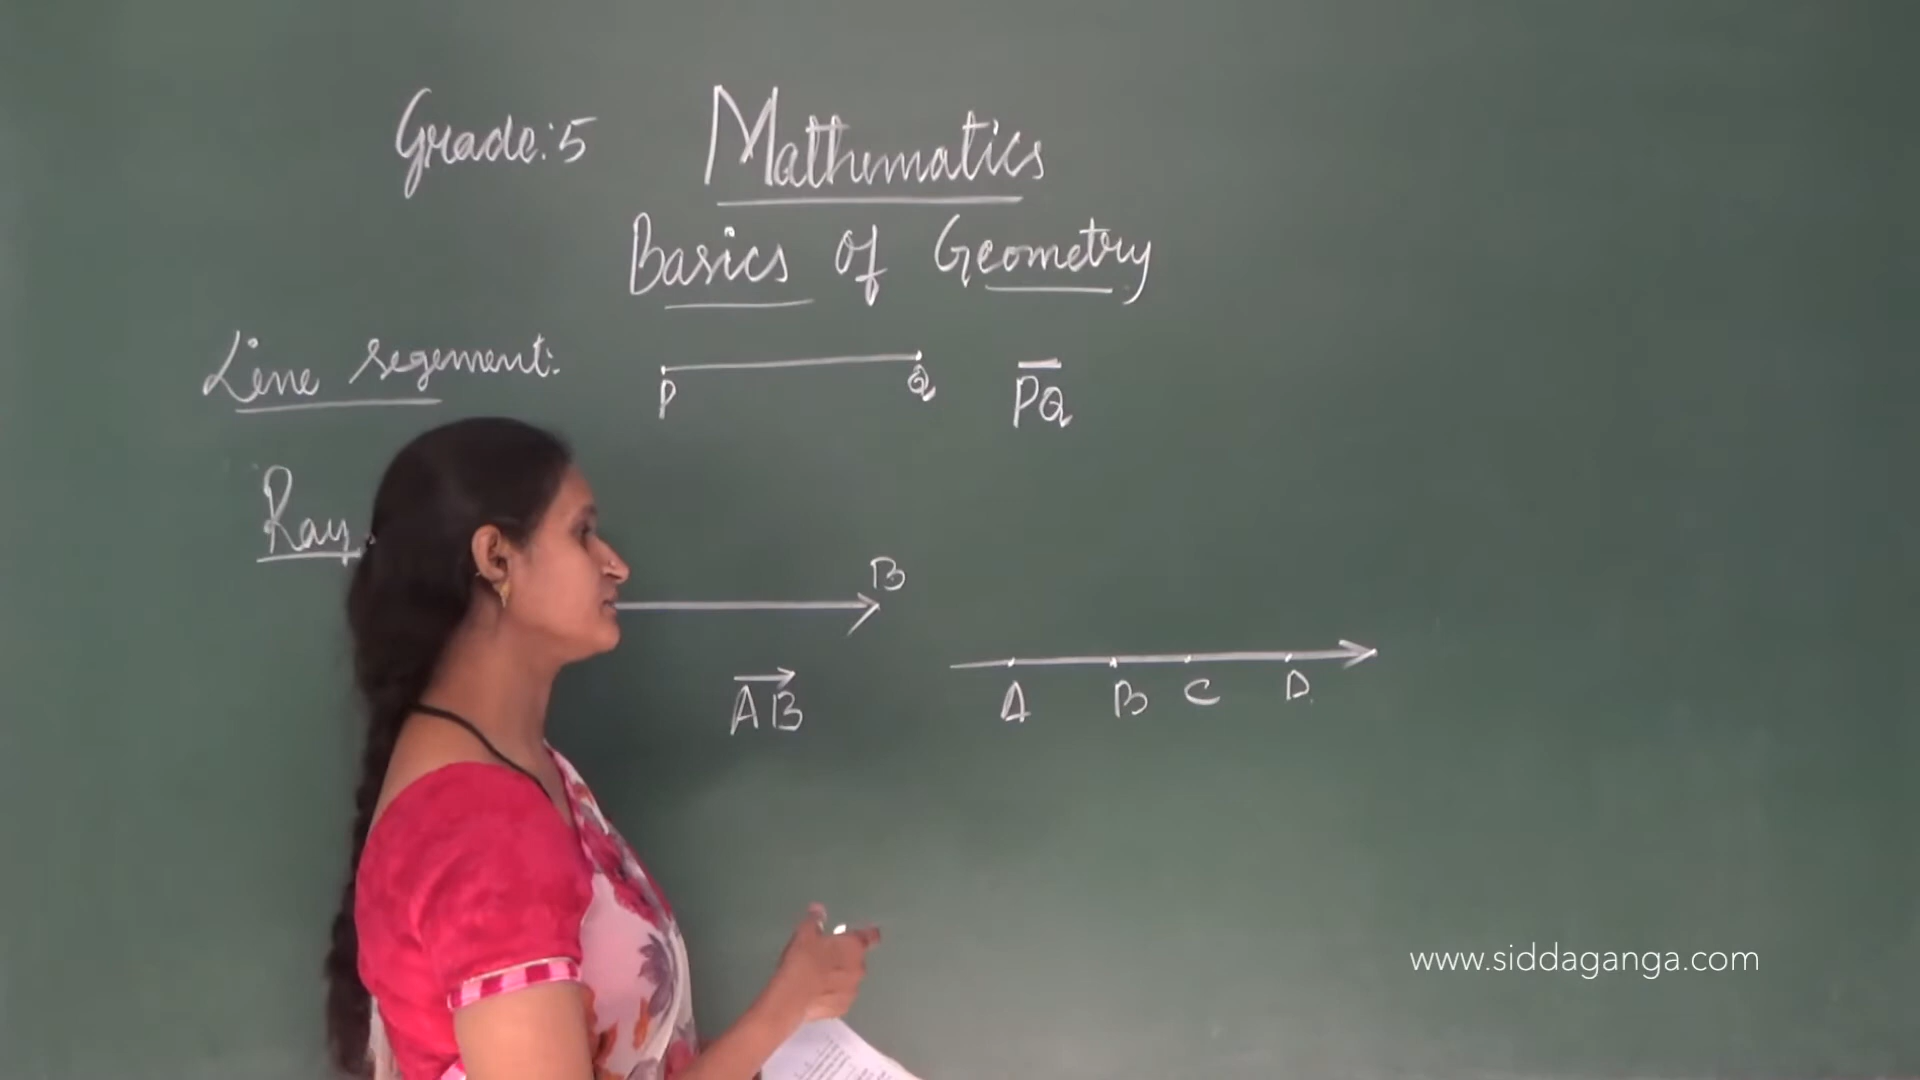 Grade: 5
Mathematics
Basics of Geometry
Line segement:
P Q
PQ
Ray
B
AB
A B C D
www.siddaganga.com